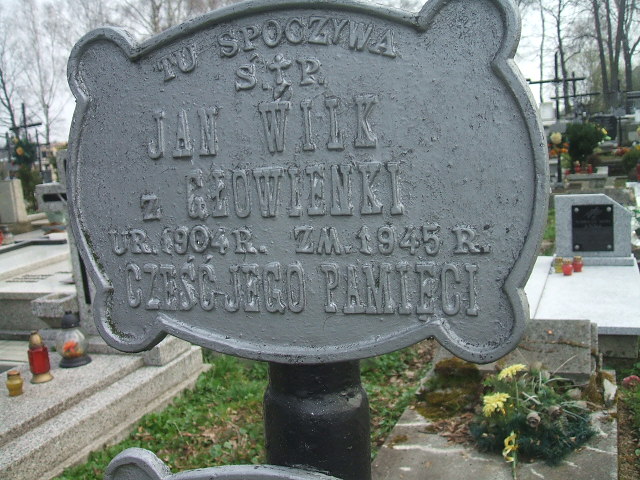 TU SPOCZYWA
Ś.†P.
JAN WILK
z GŁOWIENKI
UR. 1904 R. ZM. 1945 R.
CZEŚĆ JEGO PAMIĘCI